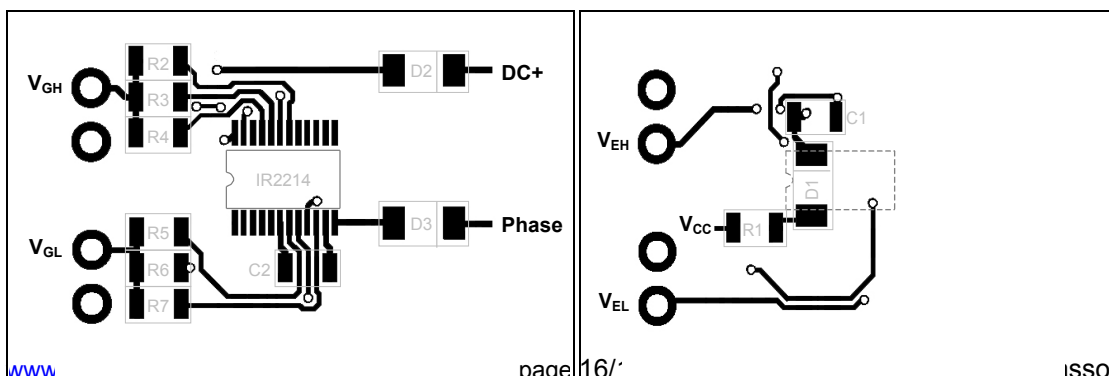 R2
D2
DC+
VGH
R3
R4
IR2214
R5
D3
Phase
VGL
R6
C2
R7
www
page
C1
VEH
D1
VCC
R1
VEL
16/